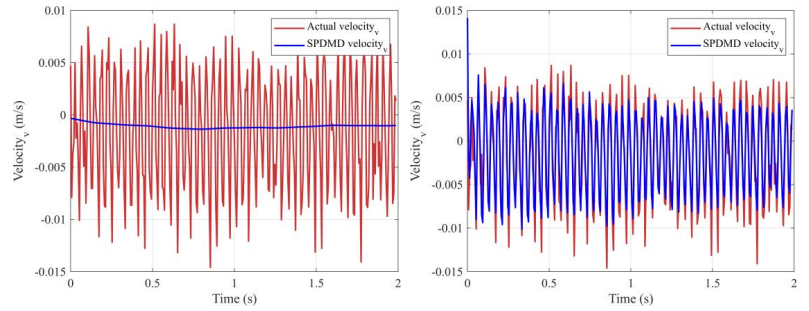 0.01
0.005
0
-0.005
-0.01
-0.015
0
0.5
1
1.5
2
Time (s)
Velocity_v (m/s)
Actual velocity_v
SPDMD velocity_v
0.015
0.01
0.005
0
-0.005
-0.01
-0.015
0
0.5
1
1.5
2
Time (s)
Velocity_v (m/s)
Actual velocity_v
SPDMD velocity_v